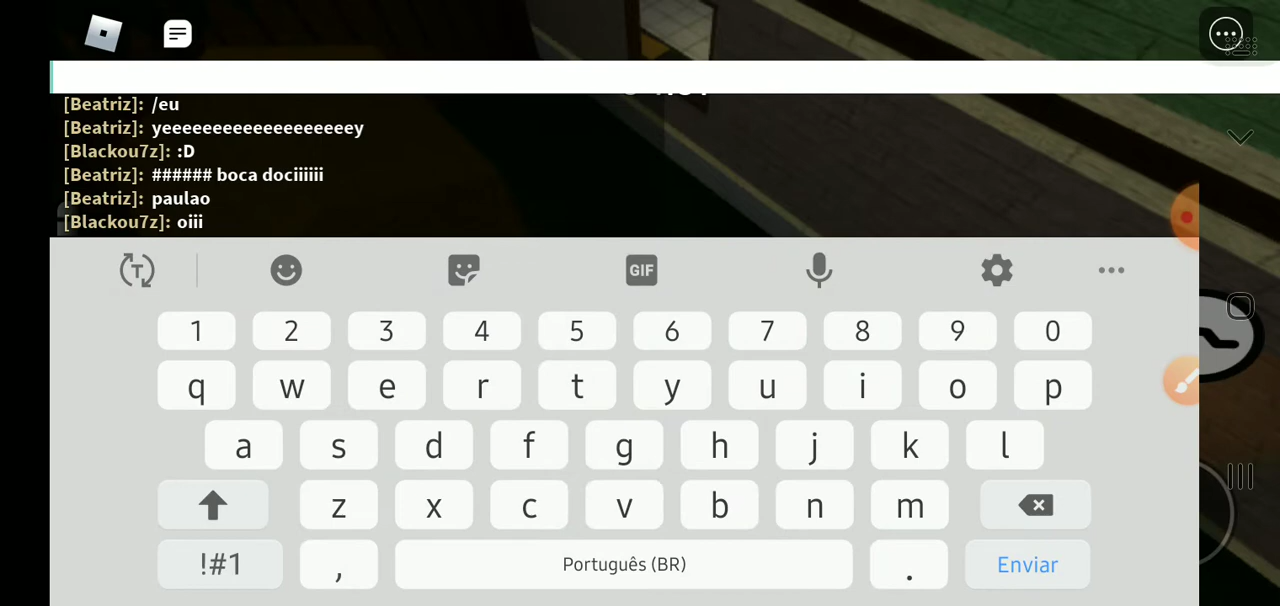 [Beatriz]: /eu
[Beatriz]: yeeeeeeeeeeeeeeeeeeey
[Blackou7z]: :D
[Beatriz]: ###### boca dociiiiii
[Beatriz]: paulao
[Blackou7z]: oiii
T GIF
1 2 3 4 5 6 7 8 9 0
q w e r t y u i o p
a s d f g h j k l
z x c v b n m
!#1 , Português (BR) . Enviar